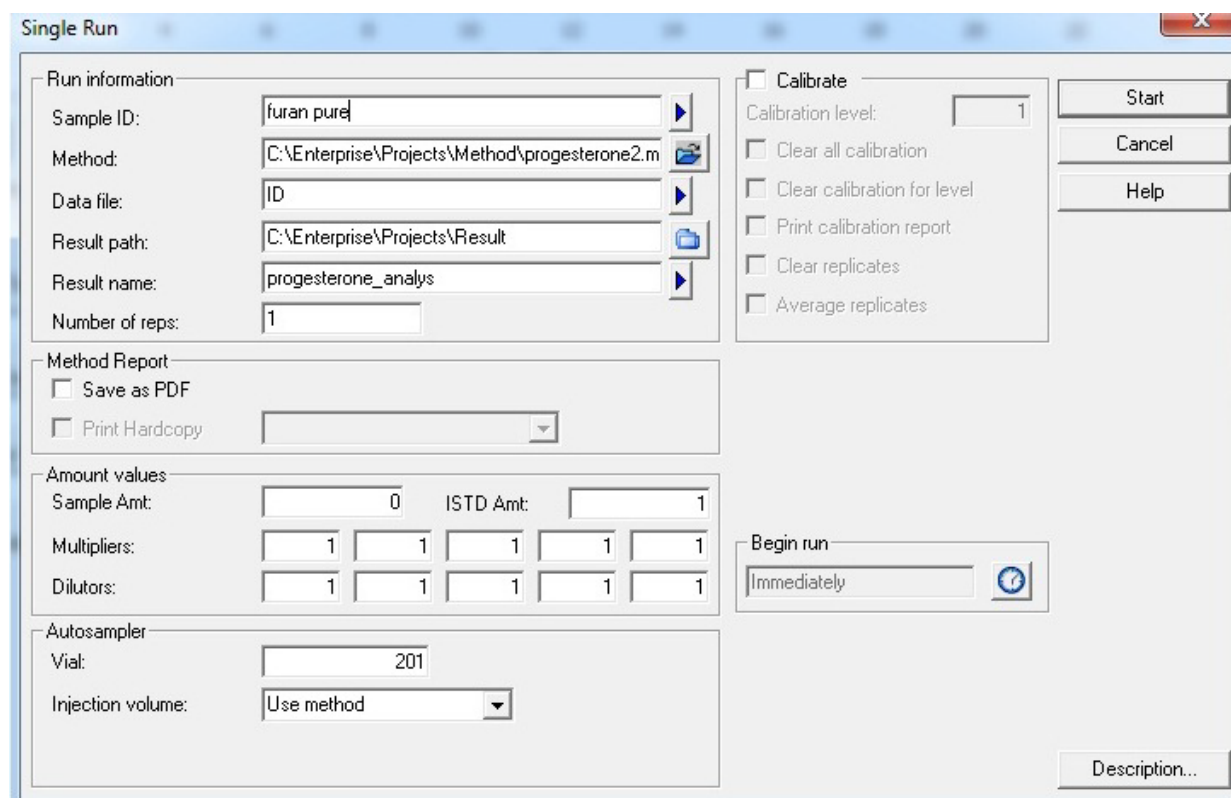 Single Run
Run information
Sample ID: furan pure
Method: C:\Enterprise\Projects\Method\progesterone2.m
Data file: ID
Result path: C:\Enterprise\Projects\Result
Result name: progesterone_analys
Number of reps: 1
Calibrate
Calibration level: 1
Clear all calibration
Clear calibration for level
Print calibration report
Clear replicates
Average replicates
Start
Cancel
Help
Method Report
Save as PDF
Print Hardcopy
Amount values
Sample Amt: 0 ISTD Amt: 1
Multipliers: 1 1 1 1 1
Dilutors: 1 1 1 1 1
Begin run
Immediately
Autosampler
Vial: 201
Injection volume: Use method
Description...